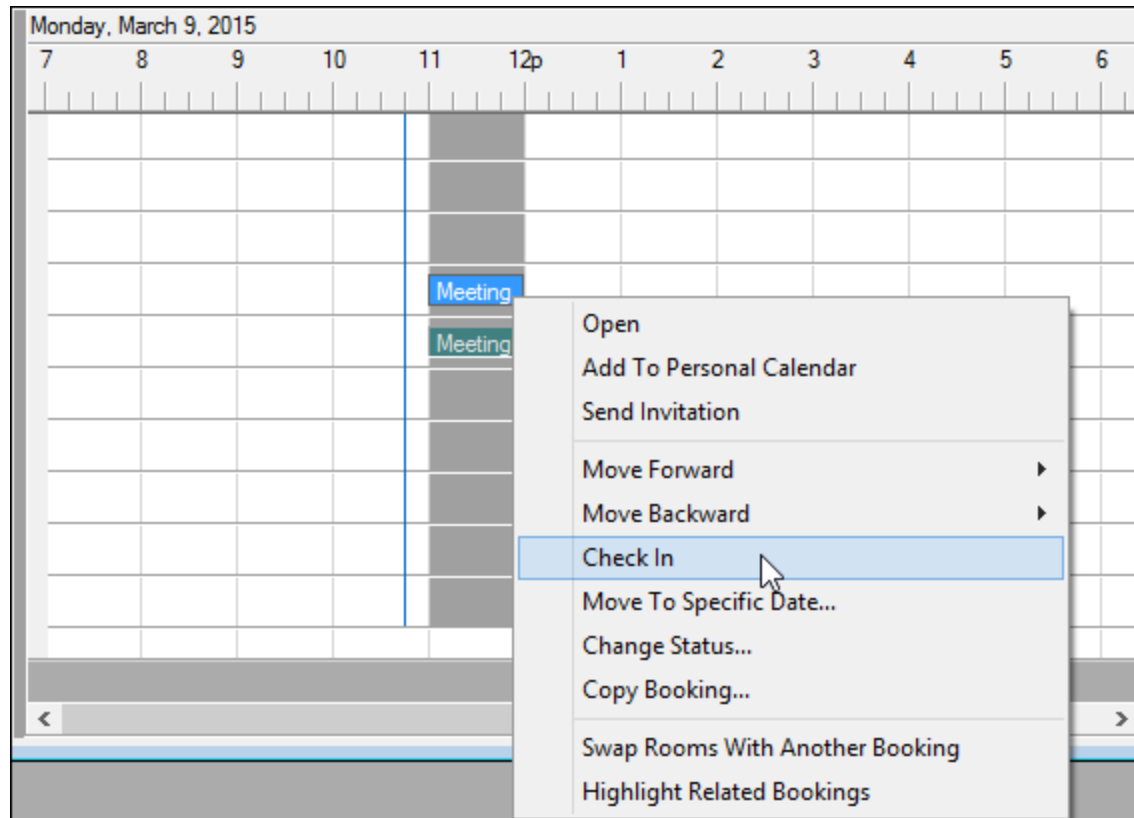 Monday, March 9, 2015
7 8 9 10 11 12p 1 2 3 4 5 6
Meeting
Meeting
Open
Add To Personal Calendar
Send Invitation
Move Forward
Move Backward
Check In
Move To Specific Date...
Change Status...
Copy Booking...
Swap Rooms With Another Booking
Highlight Related Bookings